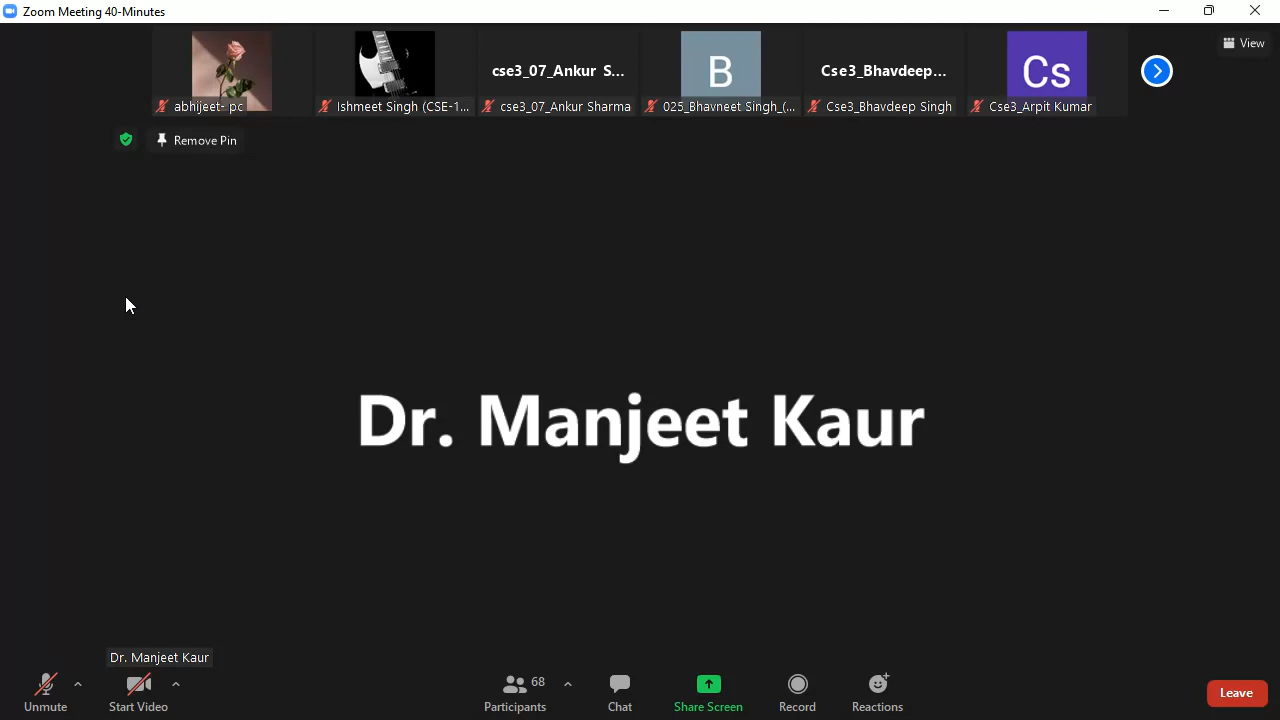 Zoom Meeting 40-Minutes
View
cse3_07_Ankur S...
B
Cse3_Bhavdeep...
Cs
abhijeet- pc
Ishmeet Singh (CSE-1...
cse3_07_Ankur Sharma
025_Bhavneet Singh_(...
Cse3_Bhavdeep Singh
Cse3_Arpit Kumar
Remove Pin
Dr. Manjeet Kaur
Dr. Manjeet Kaur
68
Unmute
Start Video
Participants
Chat
Share Screen
Record
Reactions
Leave